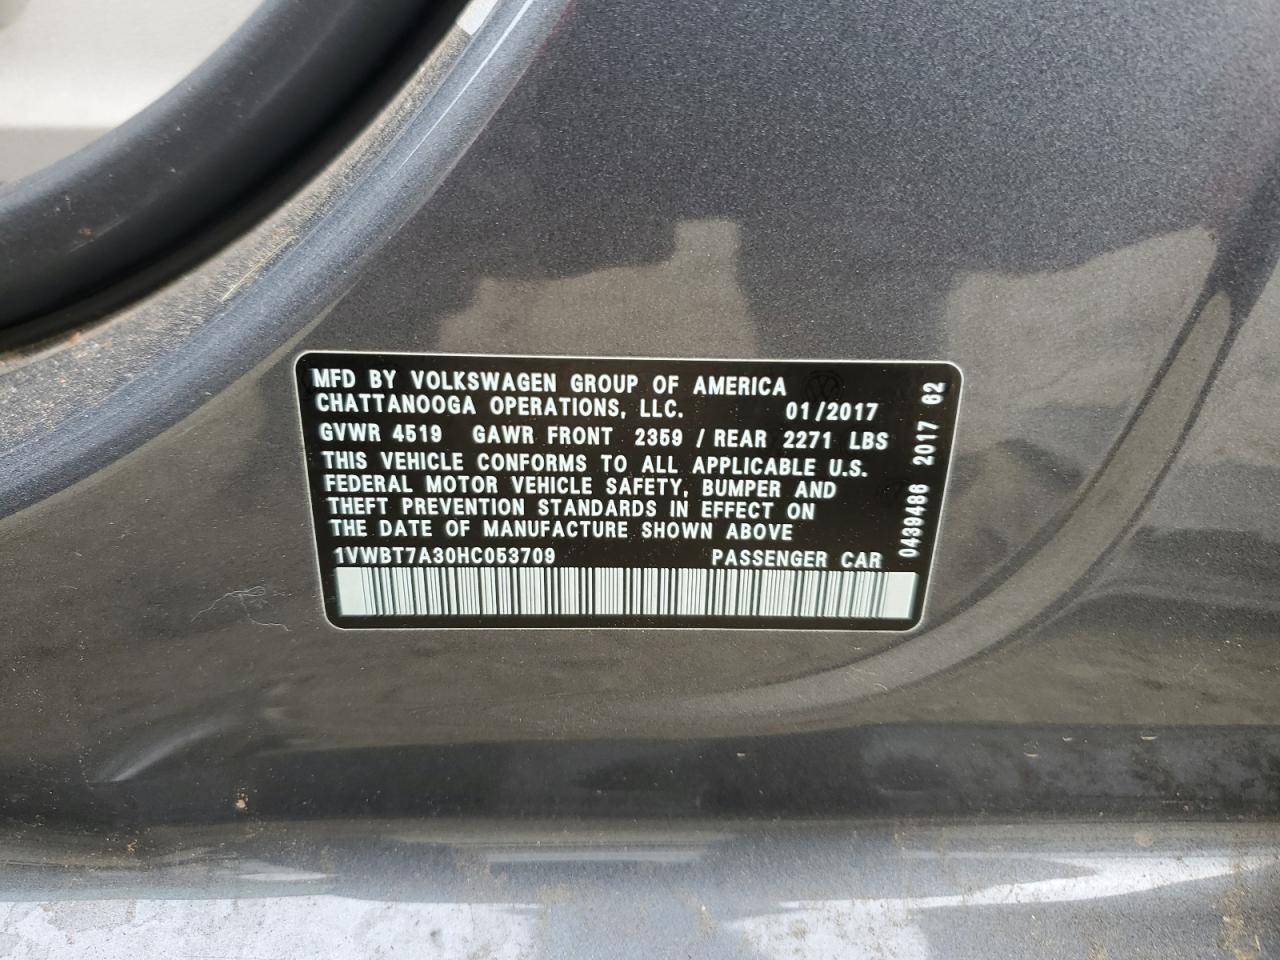 MFD BY VOLKSWAGEN GROUP OF AMERICA
CHATTANOOGA OPERATIONS, LLC. 01/2017
GVWR 4519 GAWR FRONT 2359 / REAR 2271 LBS
THIS VEHICLE CONFORMS TO ALL APPLICABLE U.S.
FEDERAL MOTOR VEHICLE SAFETY, BUMPER AND
THEFT PREVENTION STANDARDS IN EFFECT ON
THE DATE OF MANUFACTURE SHOWN ABOVE
1VWBT7A30HC053709 PASSENGER CAR
0439486 2017 62